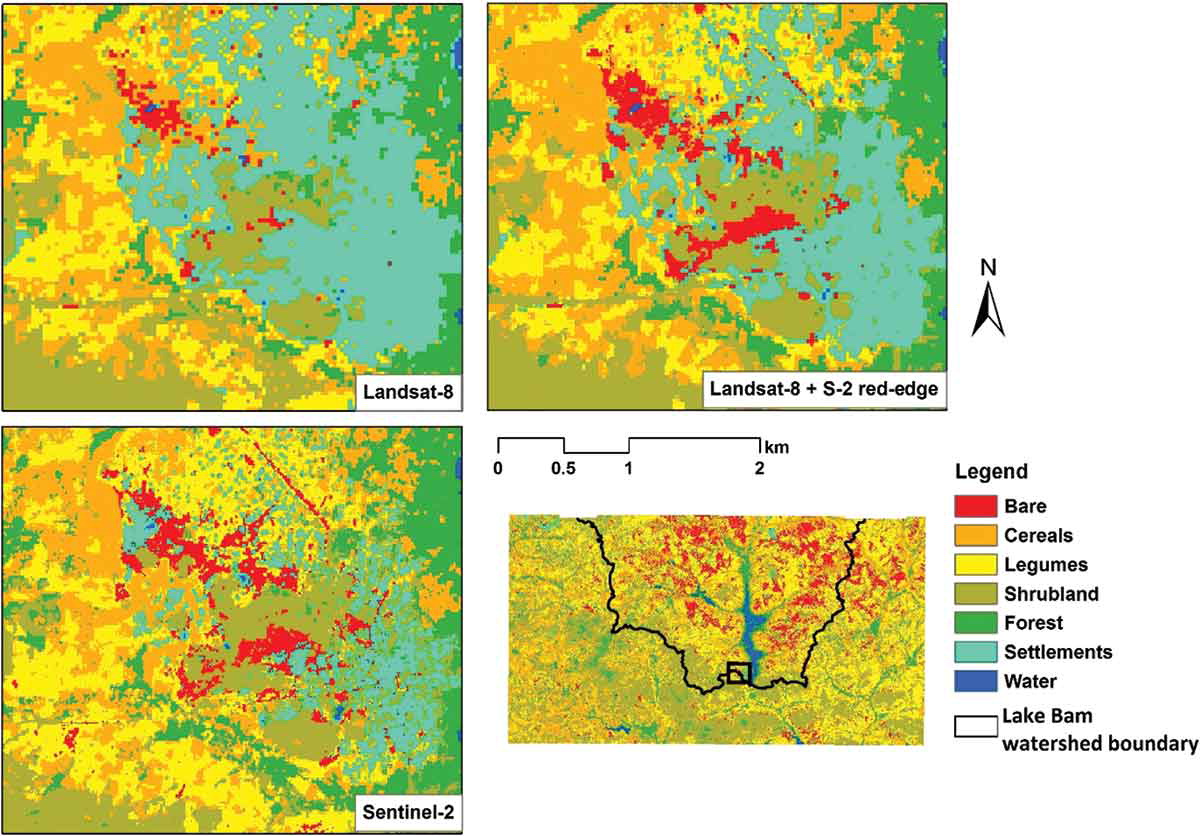 Landsat-8
Landsat-8 + S-2 red-edge
N
km
0 0.5 1 2
Sentinel-2
Legend
Bare
Cereals
Legumes
Shrubland
Forest
Settlements
Water
Lake Bam
watershed boundary